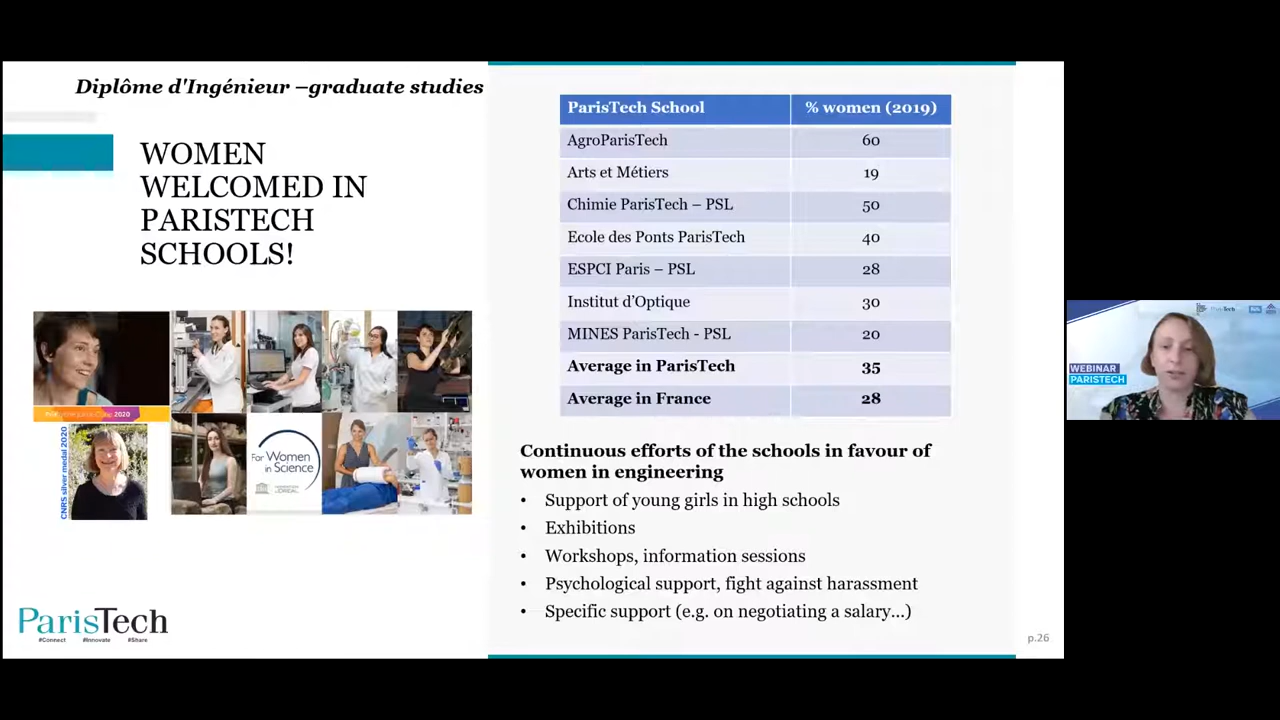 Diplôme d'Ingénieur –graduate studies
WOMEN
WELCOMED IN
PARISTECH
SCHOOLS!
2020
CNRS silver medal 2020
For Women
in Science
ParisTech
#Connect #Innovate #Share
ParisTech School % women (2019)
AgroParisTech 60
Arts et Métiers 19
Chimie ParisTech – PSL 50
Ecole des Ponts ParisTech 40
ESPCI Paris – PSL 28
Institut d'Optique 30
MINES ParisTech - PSL 20
Average in ParisTech 35
Average in France 28
Continuous efforts of the schools in favour of
women in engineering
• Support of young girls in high schools
• Exhibitions
• Workshops, information sessions
• Psychological support, fight against harassment
• Specific support (e.g. on negotiating a salary...)
p.26
ParisTech
WEBINAR
PARISTECH